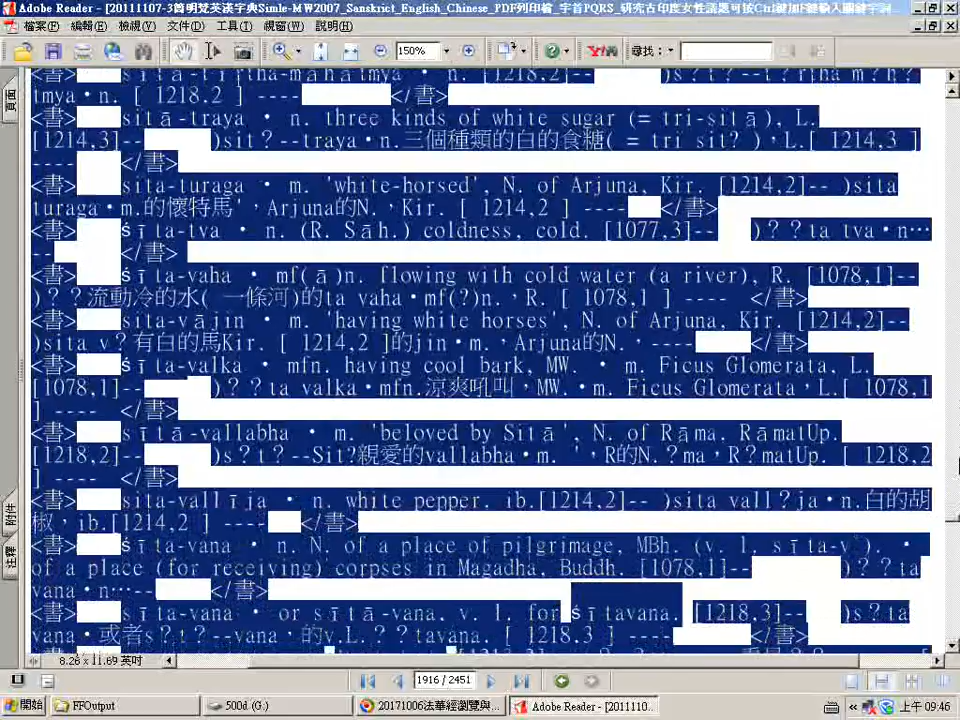 Adobe Reader - [20111107-3簡明梵英漢字典Simle-MW2007_Sanskrict_English_Chinese_PDF列印檔_字首PQRS_研究古印度女性議題可按Ctrl鍵加F鍵輸入關鍵字詞
檔案(F) 編輯(E) 檢視(V) 文件(D) 工具(T) 視窗(W) 說明(H)
150% 尋找:
頁面
附件
注釋
<書> sītā-tīrtha-māhātmya • n. [1218,2] )s?t?--t?rtha m?h?
tmya•n. [ 1218,2 ] ---- </書>
<書> sitā-traya • n. three kinds of white sugar (= tri-sitā), L.
[1214,3]-- )sit?--traya•n.三個種類的白的食糖( = tri sit? )，L.[ 1214,3 ]
---- </書>
<書> sita-turaga • m. 'white-horsed', N. of Arjuna, Kir. [1214,2]-- )sita
turaga•m.的懷特馬'，Arjuna的N.，Kir. [ 1214,2 ] ---- </書>
<書> śīta-tva • n. (R. Sāh.) coldness, cold. [1077,3]-- )??ta tva•n…
-- </書>
<書> śīta-vaha • mf(ā)n. flowing with cold water (a river), R. [1078,1]--
)??流動冷的水( 一條河)的ta vaha•mf(?)n.，R. [ 1078,1 ] ---- </書>
<書> sita-vājin • m. 'having white horses', N. of Arjuna, Kir. [1214,2]--
)sita v?有白的馬Kir. [ 1214,2 ]的jin•m.，Arjuna的N.，---- </書>
<書> śīta-valka • mfn. having cool bark, MW. • m. Ficus Glomerata, L.
[1078,1]-- )??ta valka•mfn.涼爽吼叫，MW.•m. Ficus Glomerata，L.[ 1078,1
] ---- </書>
<書> sītā-vallabha • m. 'beloved by Sitā', N. of Rāma, RāmatUp.
[1218,2]-- )s?t?--Sit?親愛的vallabha•m. '，R的N.?ma，R?matUp. [ 1218,2
] ---- </書>
<書> sita-vallīja • n. white pepper. ib.[1214,2]-- )sita vall?ja•n.白的胡
椒，ib.[1214,2 ] ---- </書>
<書> śīta-vana • n. N. of a place of pilgrimage, MBh. (v. l. sīta-v˚). •
of a place (for receiving) corpses in Magadha, Buddh. [1078,1]-- )??ta
vana•n…-- </書>
<書> sīta-vana • or sītā-vana, v. l. for śītavana. [1218,3]-- )s?ta
vana•或者s?t?--vana，的v.L.??tavana. [ 1218.3 ] ---- </書>
8.26 x 11.69 英吋
1916 / 2451
開始 FFOutput 500d (G:) 20171006法華經瀏覽與... Adobe Reader - [2011110... 上午 09:46